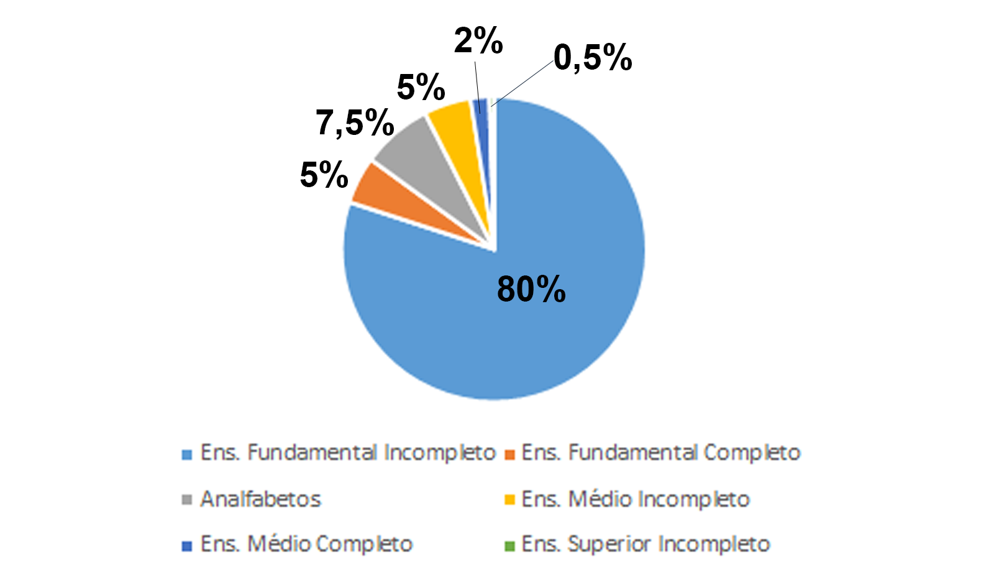 2%
0,5%
5%
7,5%
5%
80%
Ens. Fundamental Incompleto
Ens. Fundamental Completo
Analfabetos
Ens. Médio Incompleto
Ens. Médio Completo
Ens. Superior Incompleto